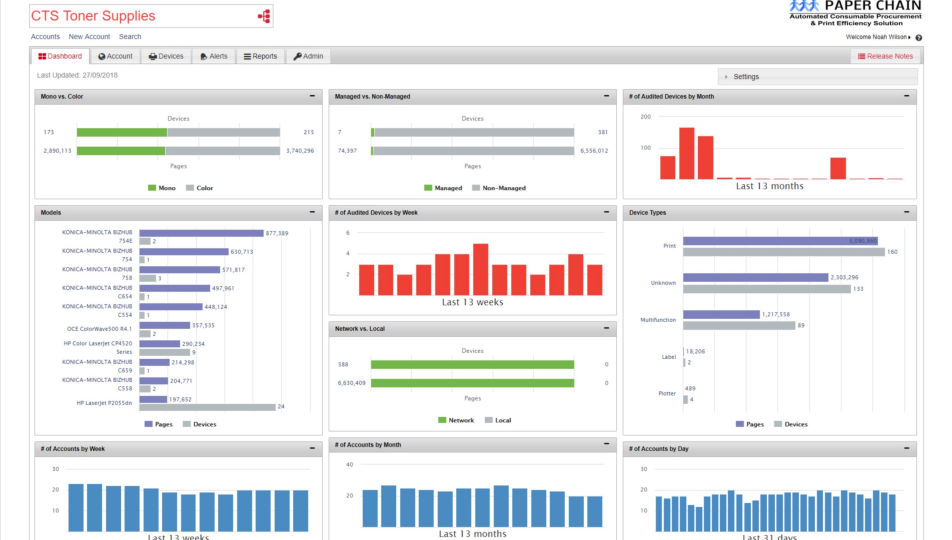 CTS Toner Supplies
PAPER CHAIN
Automated Consumable Procurement
& Print Efficiency Solution
Accounts New Account Search
Welcome Noah Wilson
Dashboard Account Devices Alerts Reports Admin
Release Notes
Last Updated: 27/09/2018
Settings
Mono vs. Color
Devices
173 215
2,890,113 3,740,296
Pages
Mono Color
Managed vs. Non-Managed
Devices
7 381
74,397 6,556,012
Pages
Managed Non-Managed
# of Audited Devices by Month
200
100
Last 13 months
Models
KONICA-MINOLTA BIZHUB 877,389
754E 2
KONICA-MINOLTA BIZHUB 630,713
754 1
KONICA-MINOLTA BIZHUB 571,817
758 3
KONICA-MINOLTA BIZHUB 497,961
C654 1
KONICA-MINOLTA BIZHUB 448,124
C554 1
OCE ColorWave500 R4.1 357,535
2
HP Color LaserJet CP4520 290,234
Series 9
KONICA-MINOLTA BIZHUB 214,298
C659 1
KONICA-MINOLTA BIZHUB 204,771
C558 2
HP LaserJet P2055dn 197,652
24
Pages Devices
# of Audited Devices by Week
6
4
2
Last 13 weeks
Network vs. Local
Devices
388 0
6,630,409 0
Pages
Network Local
Device Types
Print
160
Unknown 2,303,296
133
Multifunction 1,217,558
89
Label 18,206
2
Plotter 489
4
Pages Devices
# of Accounts by Week
30
20
10
Last 13 weeks
# of Accounts by Month
40
20
Last 13 months
# of Accounts by Day
30
20
10
Last 31 days